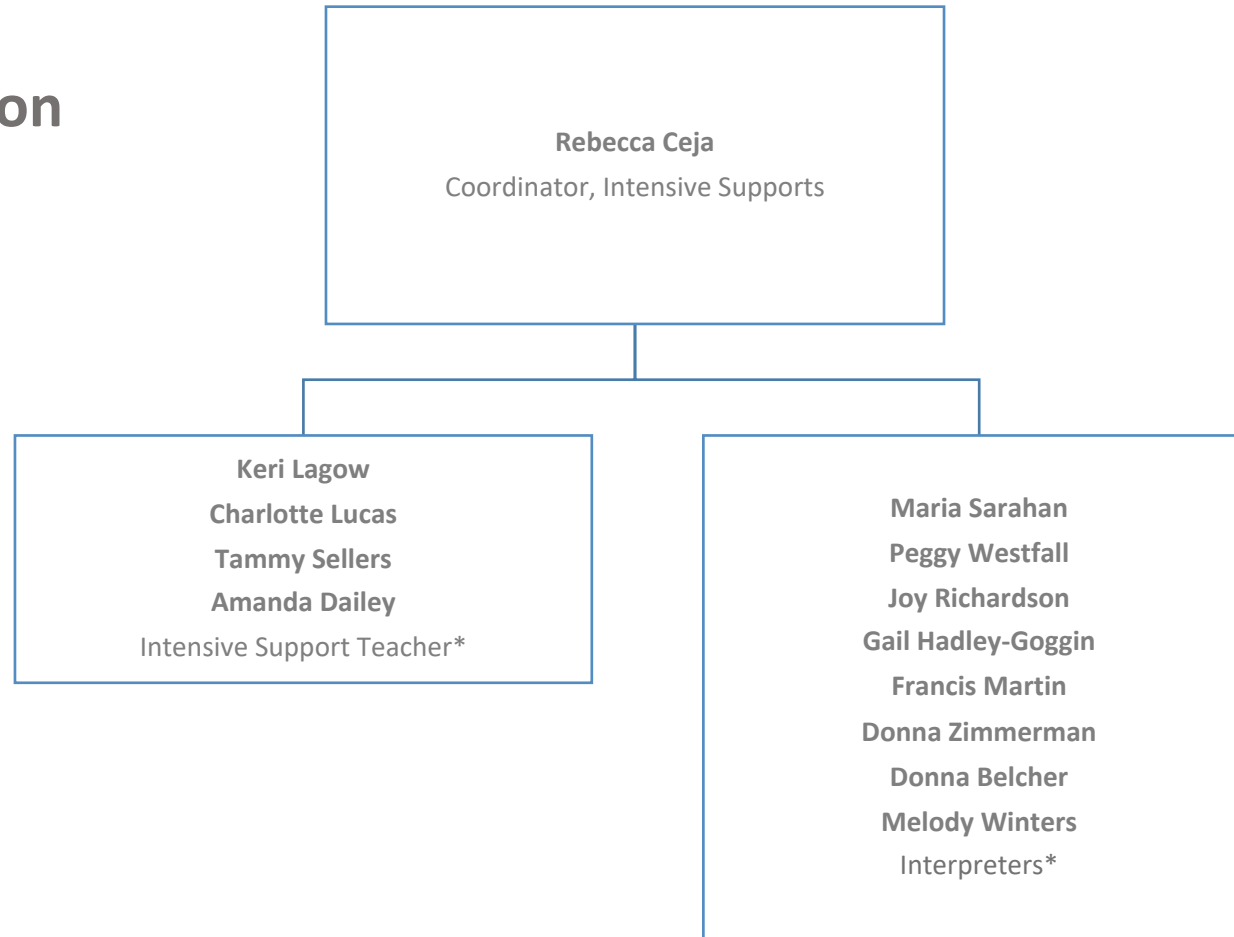 on
Rebecca Ceja
Coordinator, Intensive Supports
Keri Lagow
Charlotte Lucas
Tammy Sellers
Amanda Dailey
Intensive Support Teacher*
Maria Sarahan
Peggy Westfall
Joy Richardson
Gail Hadley-Goggin
Francis Martin
Donna Zimmerman
Donna Belcher
Melody Winters
Interpreters*